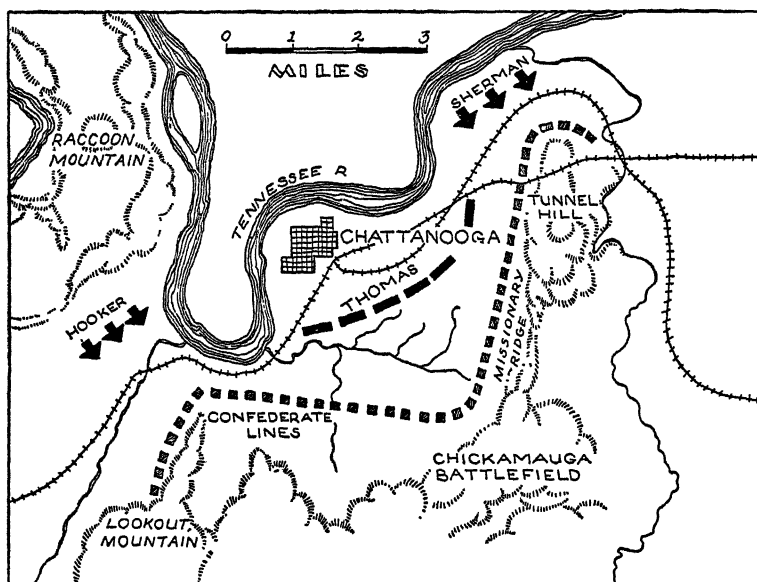 0 1 2 3
MILES
SHERMAN
RACCOON
MOUNTAIN
TENNESSEE R
TUNNEL
HILL
CHATTANOOGA
THOMAS
HOOKER
MISSIONARY
RIDGE
CONFEDERATE
LINES
CHICKAMAUGA
BATTLEFIELD
LOOKOUT
MOUNTAIN